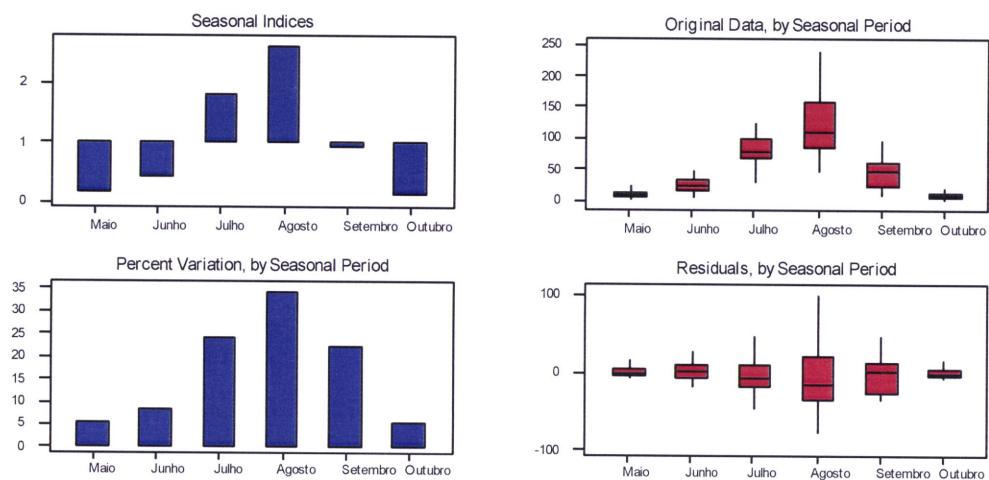 Seasonal Indices
2
1
0
Maio Junho Julho Agosto Setembro Outubro
Original Data, by Seasonal Period
250
200
150
100
50
0
Maio Junho Julho Agosto Setembro Outubro
Percent Variation, by Seasonal Period
35
30
25
20
15
10
5
0
Maio Junho Julho Agosto Setembro Outubro
Residuals, by Seasonal Period
100
0
-100
Maio Junho Julho Agosto Setembro Outubro